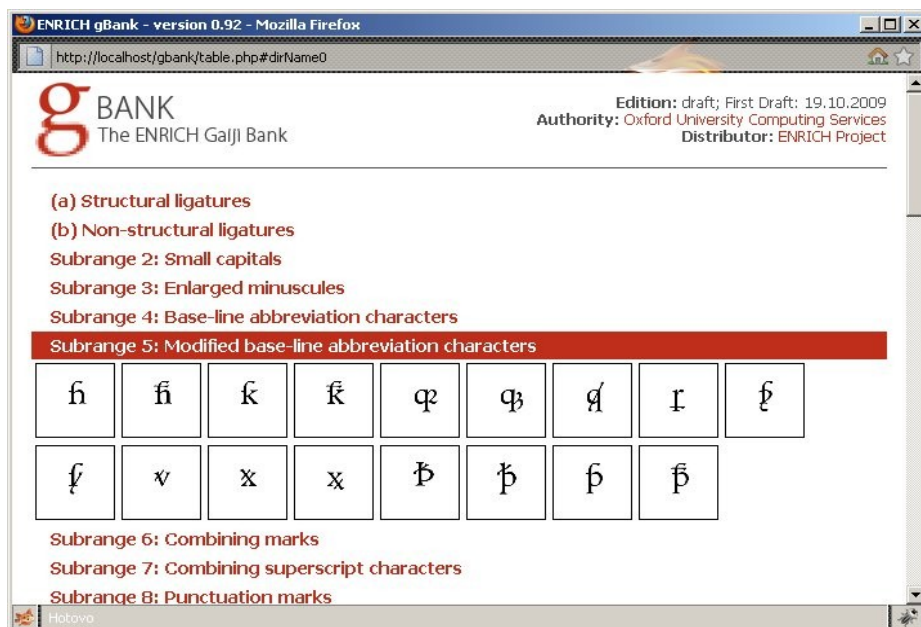 ENRICH gBank - version 0.92 - Mozilla Firefox
http://localhost/gbank/table.php#dirName0
g BANK
The ENRICH Gaiji Bank
Edition: draft; First Draft: 19.10.2009
Authority: Oxford University Computing Services
Distributor: ENRICH Project
(a) Structural ligatures
(b) Non-structural ligatures
Subrange 2: Small capitals
Subrange 3: Enlarged minuscules
Subrange 4: Base-line abbreviation characters
Subrange 5: Modified base-line abbreviation characters
Subrange 6: Combining marks
Subrange 7: Combining superscript characters
Subrange 8: Punctuation marks
Hotovo